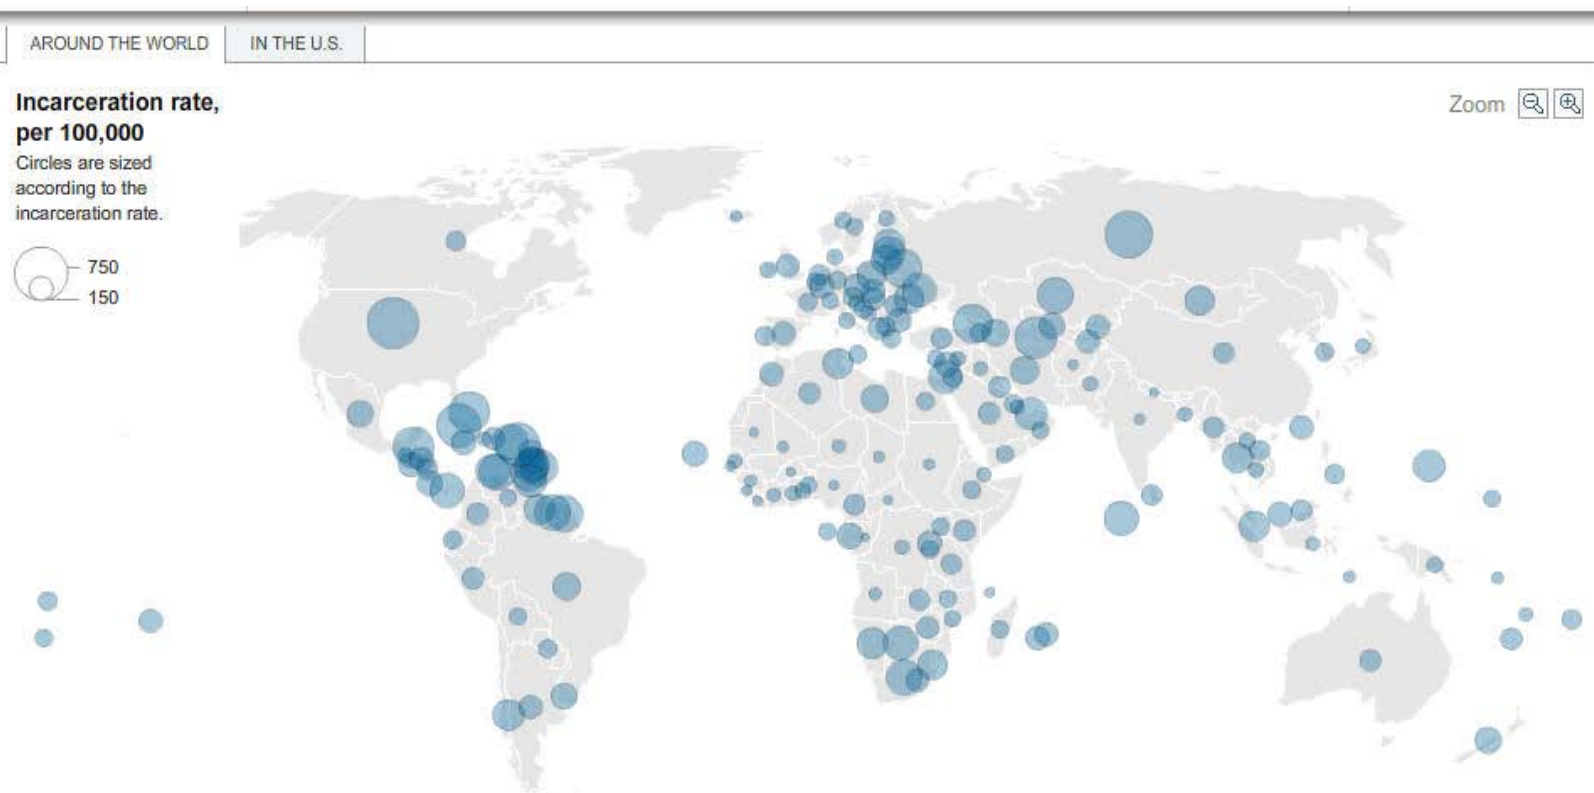 AROUND THE WORLD
IN THE U.S.
Incarceration rate,
per 100,000
Circles are sized
according to the
incarceration rate.
750
150
Zoom